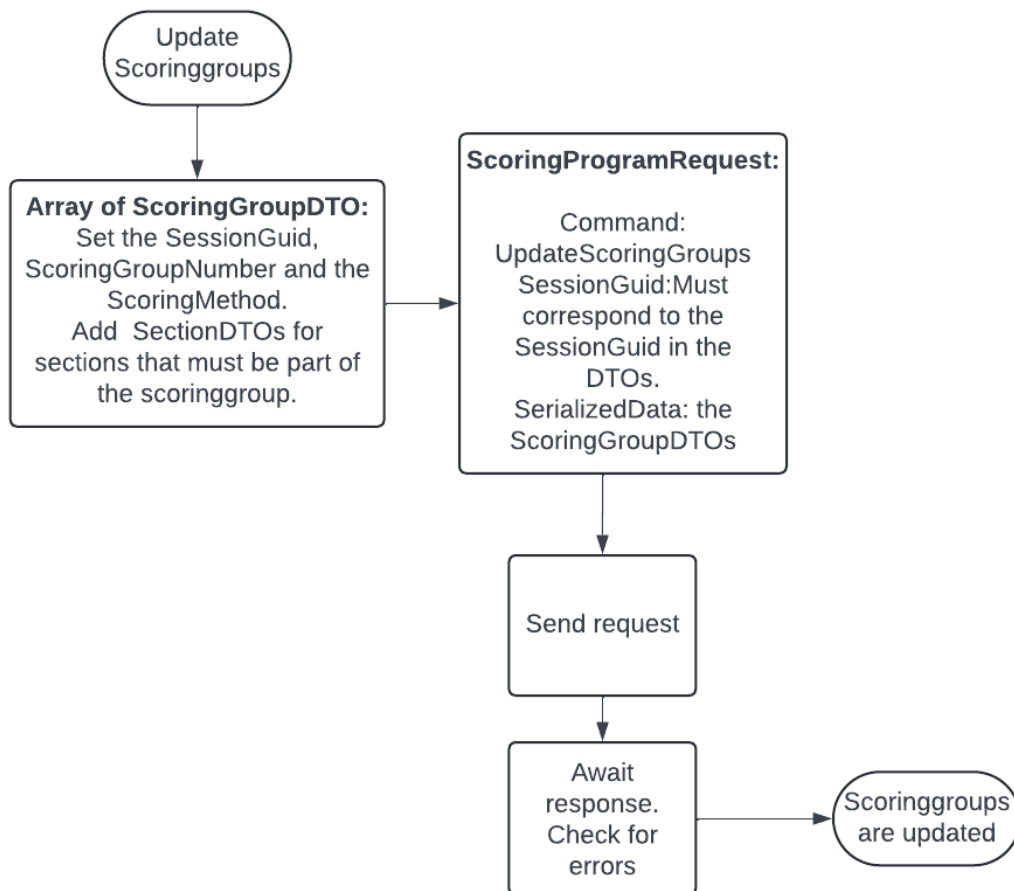 Update
Scoringgroups
Array of ScoringGroupDTO:
Set the SessionGuid,
ScoringGroupNumber and the
ScoringMethod.
Add  SectionDTOs for
sections that must be part of
the scoringgroup.
ScoringProgramRequest:
Command:
UpdateScoringGroups
SessionGuid:Must
correspond to the
SessionGuid in the
DTOs.
SerializedData: the
ScoringGroupDTOs
Send request
Await
response.
Check for
errors
Scoringgroups
are updated